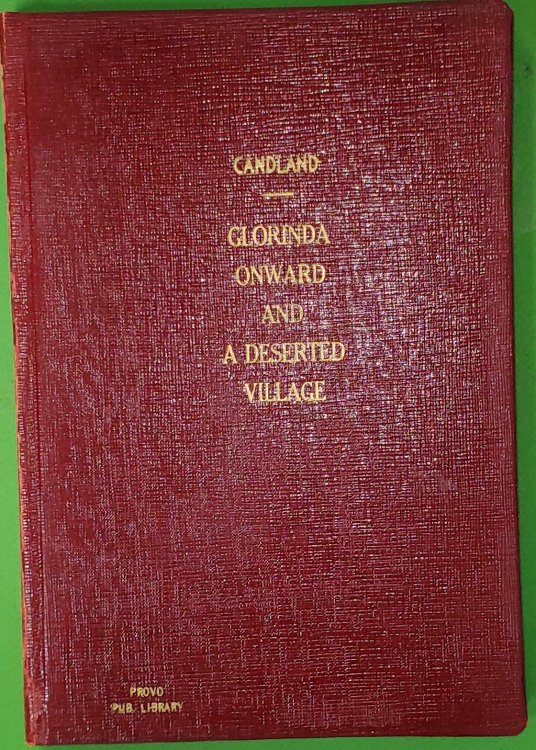 CANDLAND
GLORINDA
ONWARD
AND
A DESERTED
VILLAGE
PROVO
PUB. LIBRARY